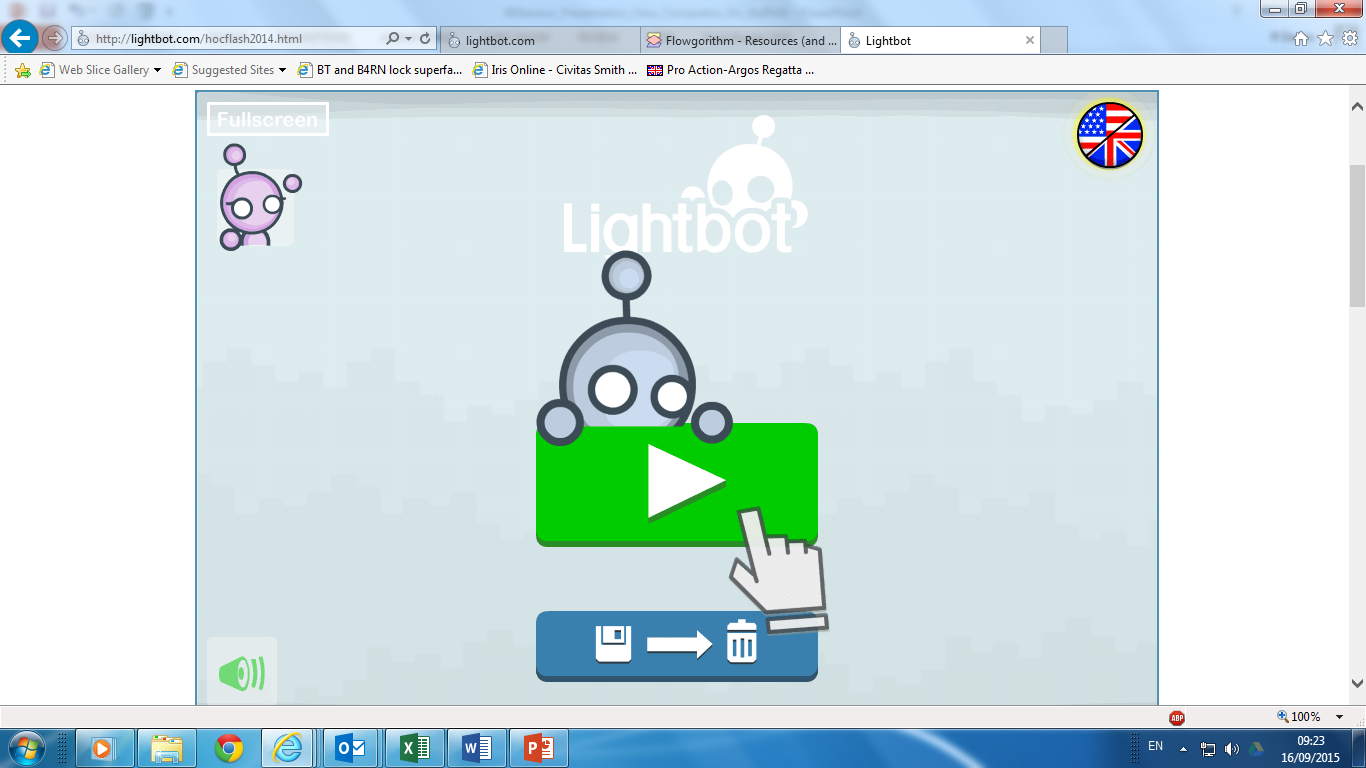 http://lightbot.com/hocflash2014.html
lightbot.com
Flowgorithm - Resources (and ...
Lightbot
Web Slice Gallery
Suggested Sites
BT and B4RN lock superfa...
Iris Online - Civitas Smith ...
Pro Action-Argos Regatta ...
Fullscreen
Lightbot
ABP
100%
EN
09:23
16/09/2015